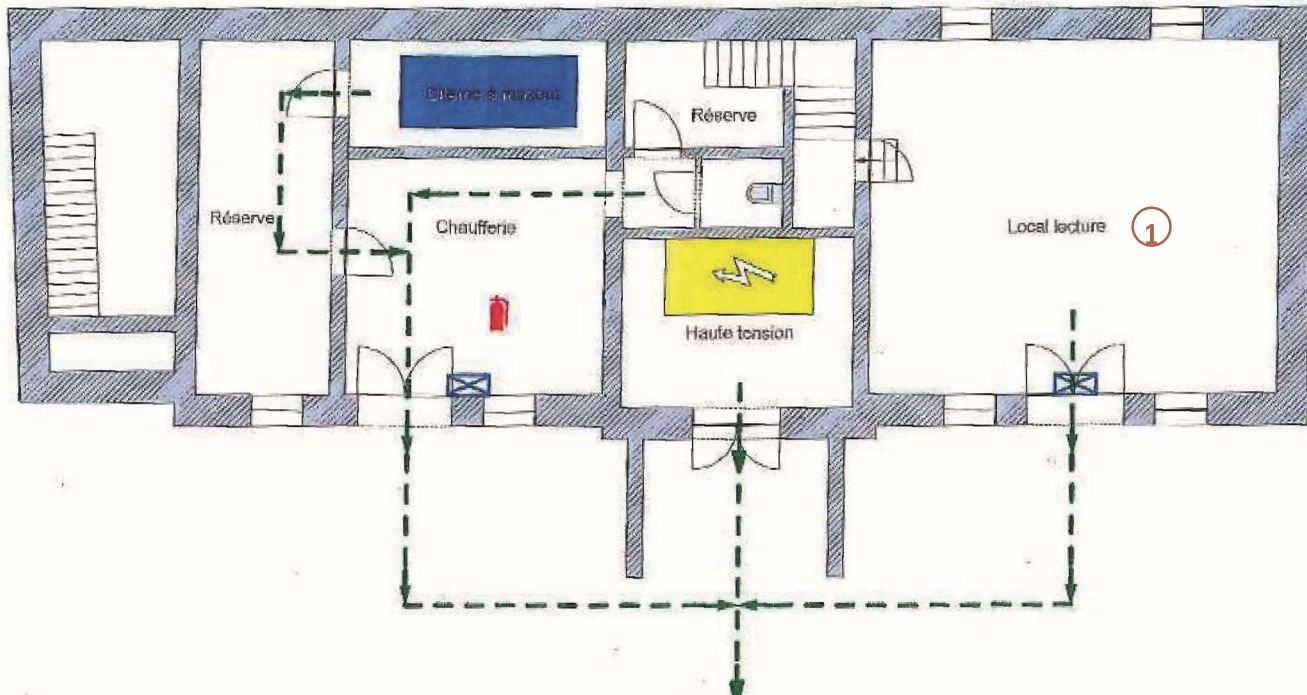 Citerne à mazout
Réserve
Réserve
Chaufferie
Local lecture
1
Haute tension